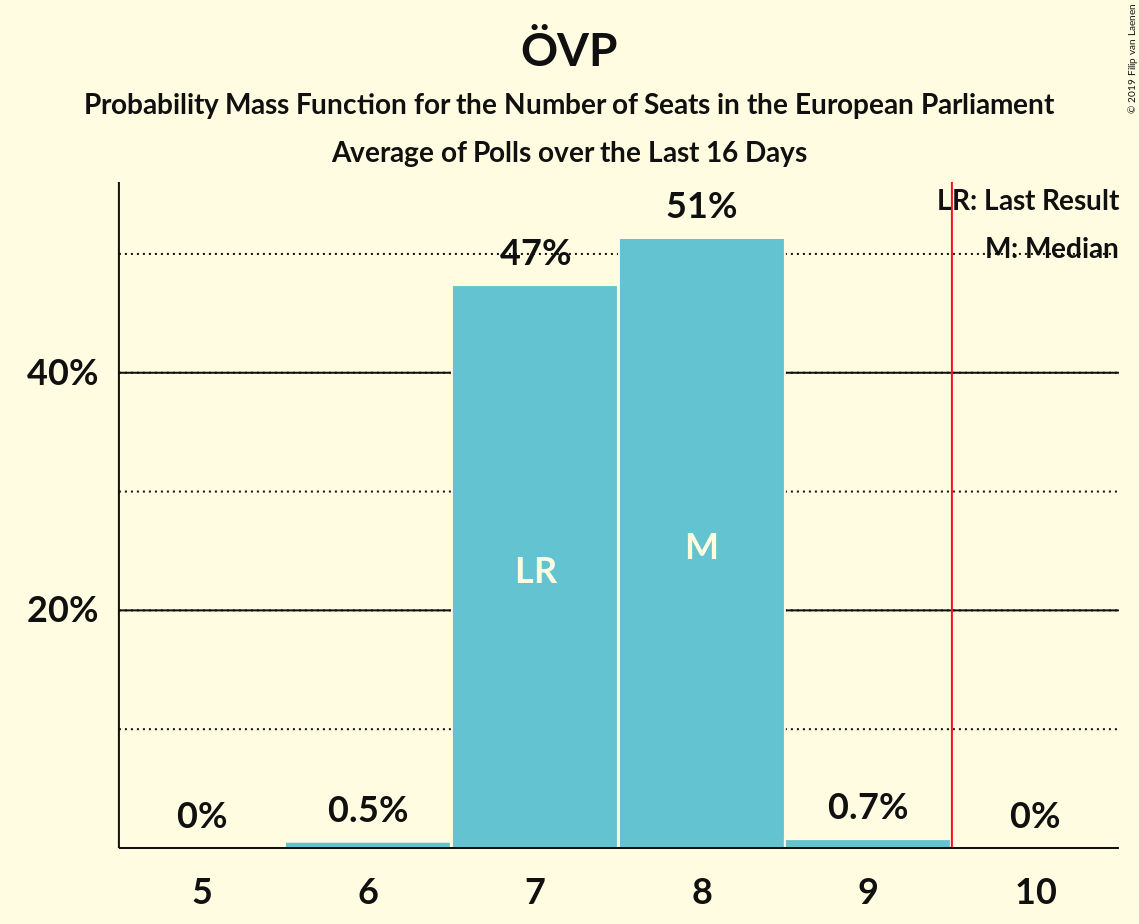 ÖVP
Probability Mass Function for the Number of Seats in the European Parliament
Average of Polls over the Last 16 Days
© 2019 Filip van Laenen
LR: Last Result
M: Median
51%
47%
40%
20%
LR
M
0%
0.5%
0.7%
0%
5
6
7
8
9
10